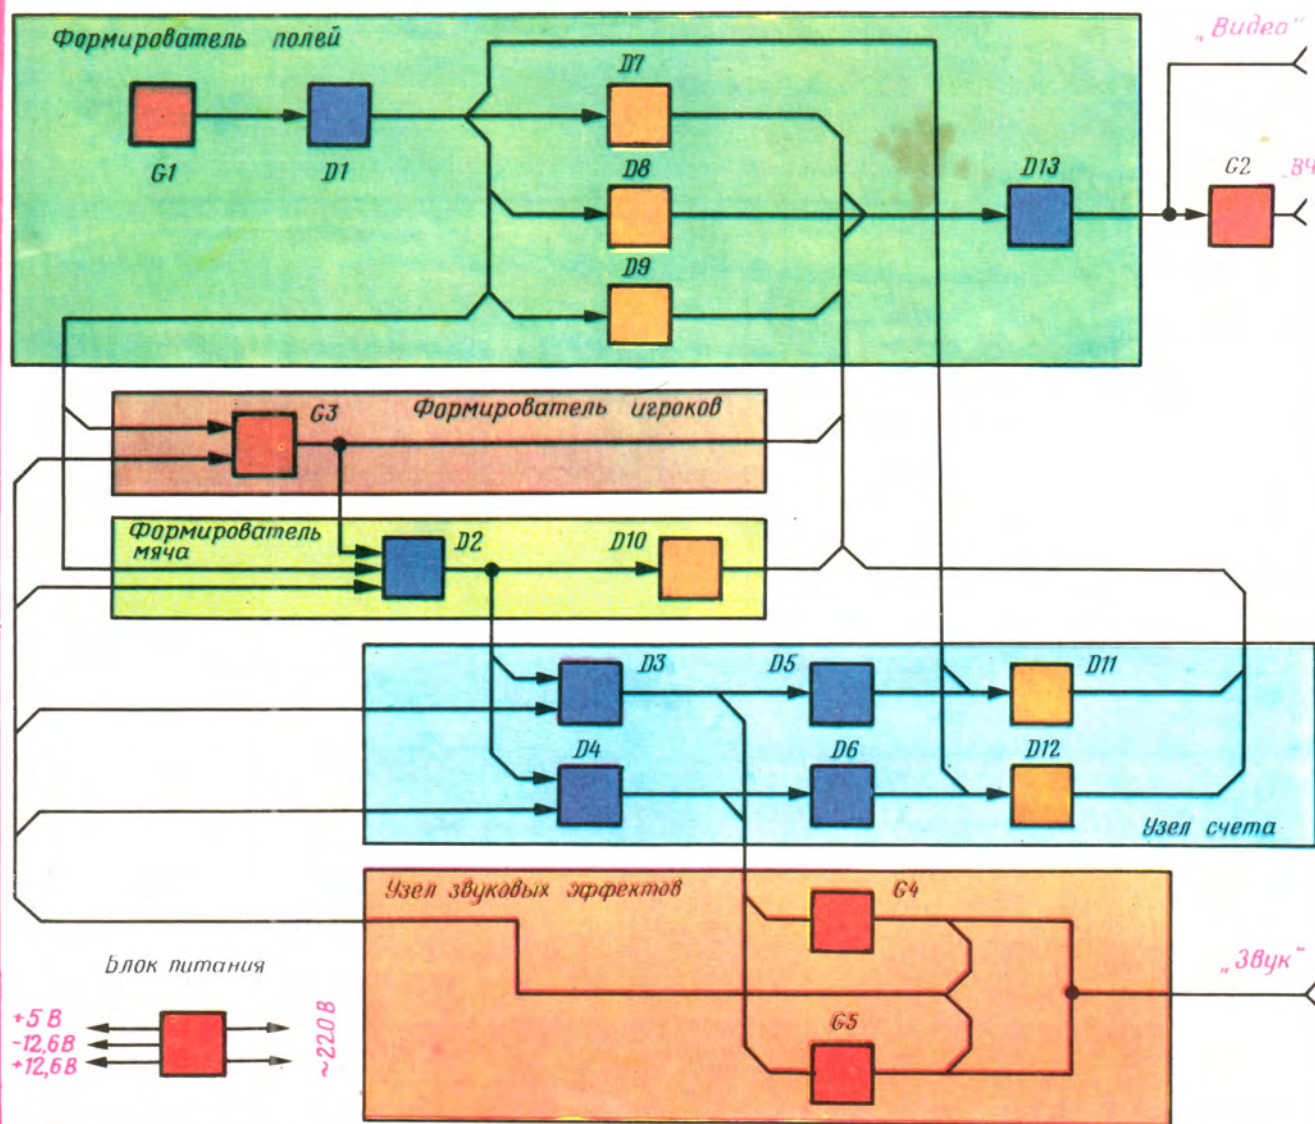 Формирователь полей
„Видео“
D7
G1
D1
D8
D13
G2
ВЧ
D9
G3
Формирователь игроков
Формирователь
мяча
D2
D10
D3
D5
D11
D4
D6
D12
Узел счета
Узел звуковых эффектов
G4
Блок питания
„Звук“
+5 В
-12,6В
+12,6В
~220В
G5